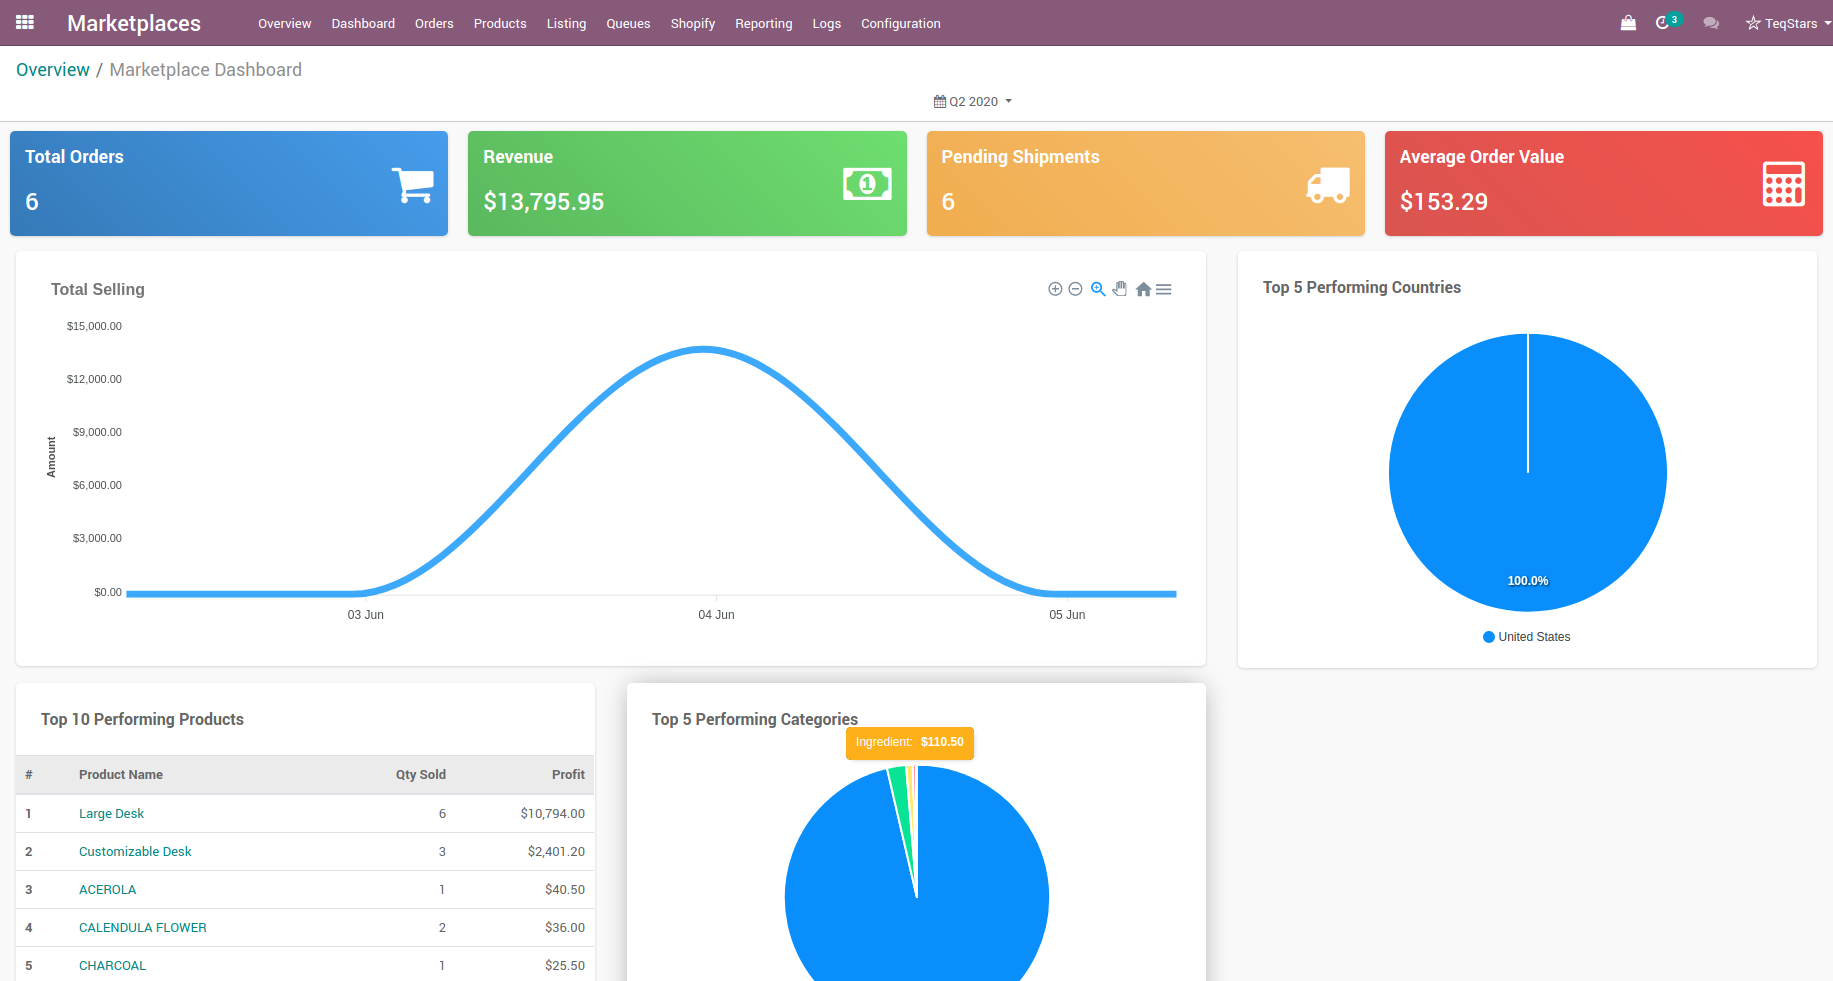 Marketplaces Overview Dashboard Orders Products Listing Queues Shopify Reporting Logs Configuration 3 TeqStars
Overview / Marketplace Dashboard
Q2 2020
Total Orders
6
Revenue
$13,795.95
1
Pending Shipments
6
Average Order Value
$153.29
Total Selling
$15,000.00
$12,000.00
$9,000.00
$6,000.00
$3,000.00
$0.00
Amount
03 Jun 04 Jun 05 Jun
Top 5 Performing Countries
100.0%
United States
Top 10 Performing Products
# Product Name Qty Sold Profit
1 Large Desk 6 $10,794.00
2 Customizable Desk 3 $2,401.20
3 ACEROLA 1 $40.50
4 CALENDULA FLOWER 2 $36.00
5 CHARCOAL 1 $25.50
Top 5 Performing Categories
Ingredient: $110.50